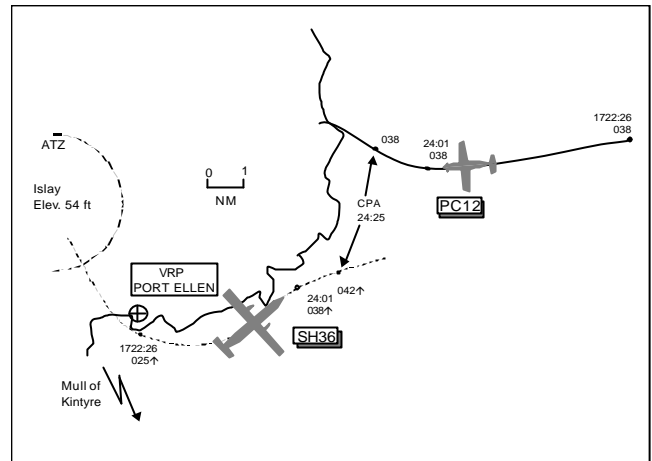 1722:26
038
038
24:01
038
ATZ
PC12
0 1
NM
Islay
Elev. 54 ft
CPA
24:25
VRP
PORT ELLEN
042↑
24:01
038↑
SH36
1722:26
025↑
Mull of
Kintyre